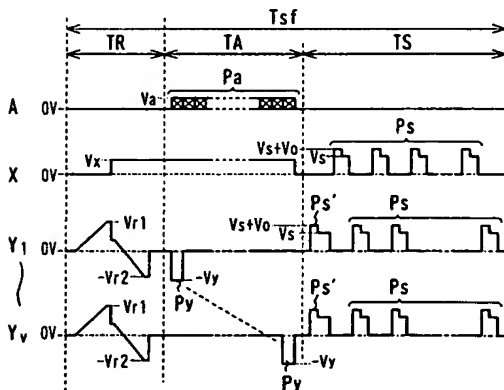 Tsf
TR TA TS
Pa
A 0V Va
Ps
Vs+Vo
Vs
X 0V Vx
Ps' Ps
Vs+Vo
Vs
Vr1
Y1 0V
-Vr2 -Vy
Py
Ps' Ps
Vr1
Yv 0V
-Vr2 -Vy
Py